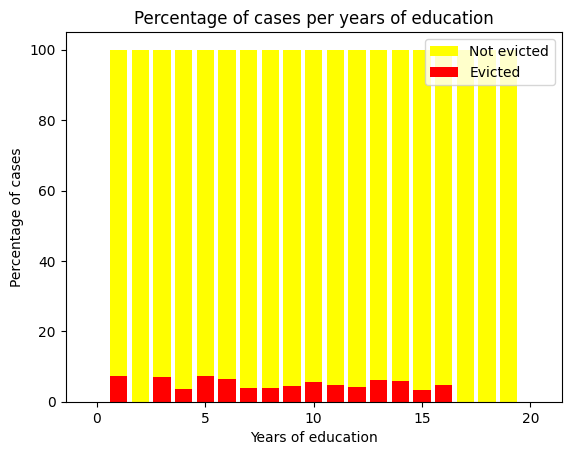 Percentage of cases per years of education
Not evicted
Evicted
Percentage of cases
100
80
60
40
20
0
0 5 10 15 20
Years of education